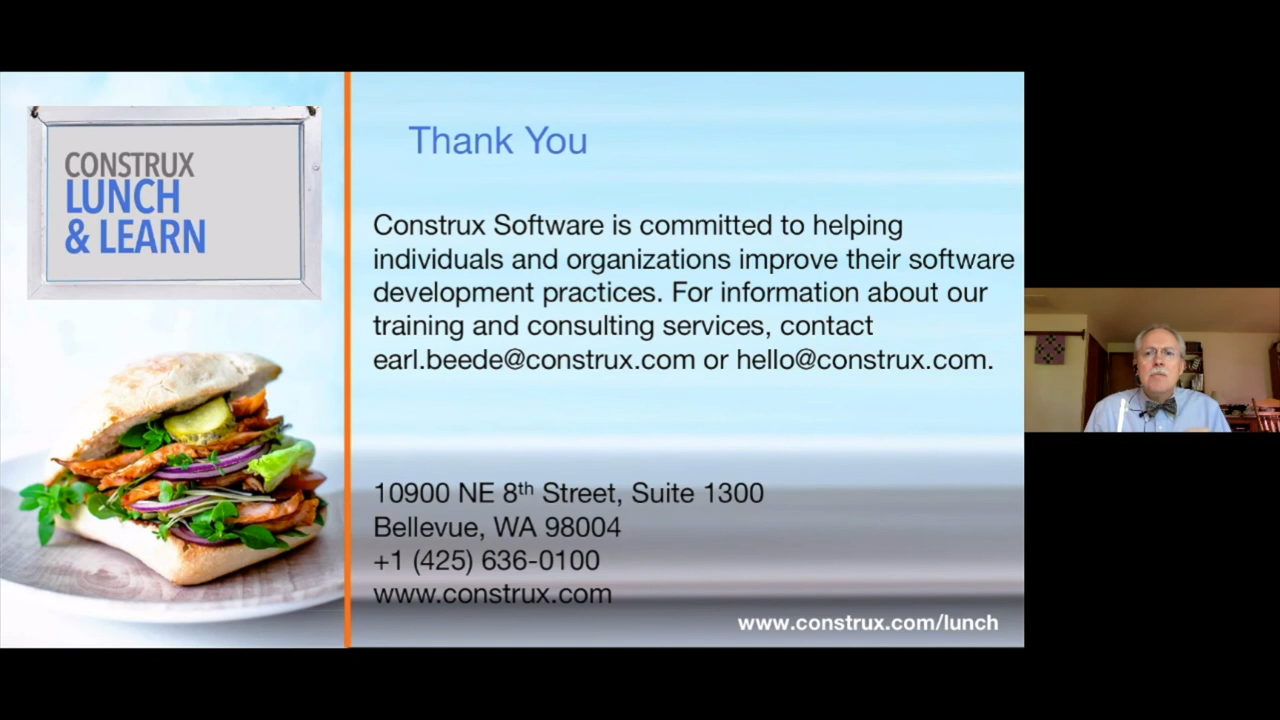 CONSTRUX
LUNCH
& LEARN
Thank You
Construx Software is committed to helping
individuals and organizations improve their software
development practices. For information about our
training and consulting services, contact
earl.beede@construx.com or hello@construx.com.
10900 NE 8th Street, Suite 1300
Bellevue, WA 98004
+1 (425) 636-0100
www.construx.com
www.construx.com/lunch